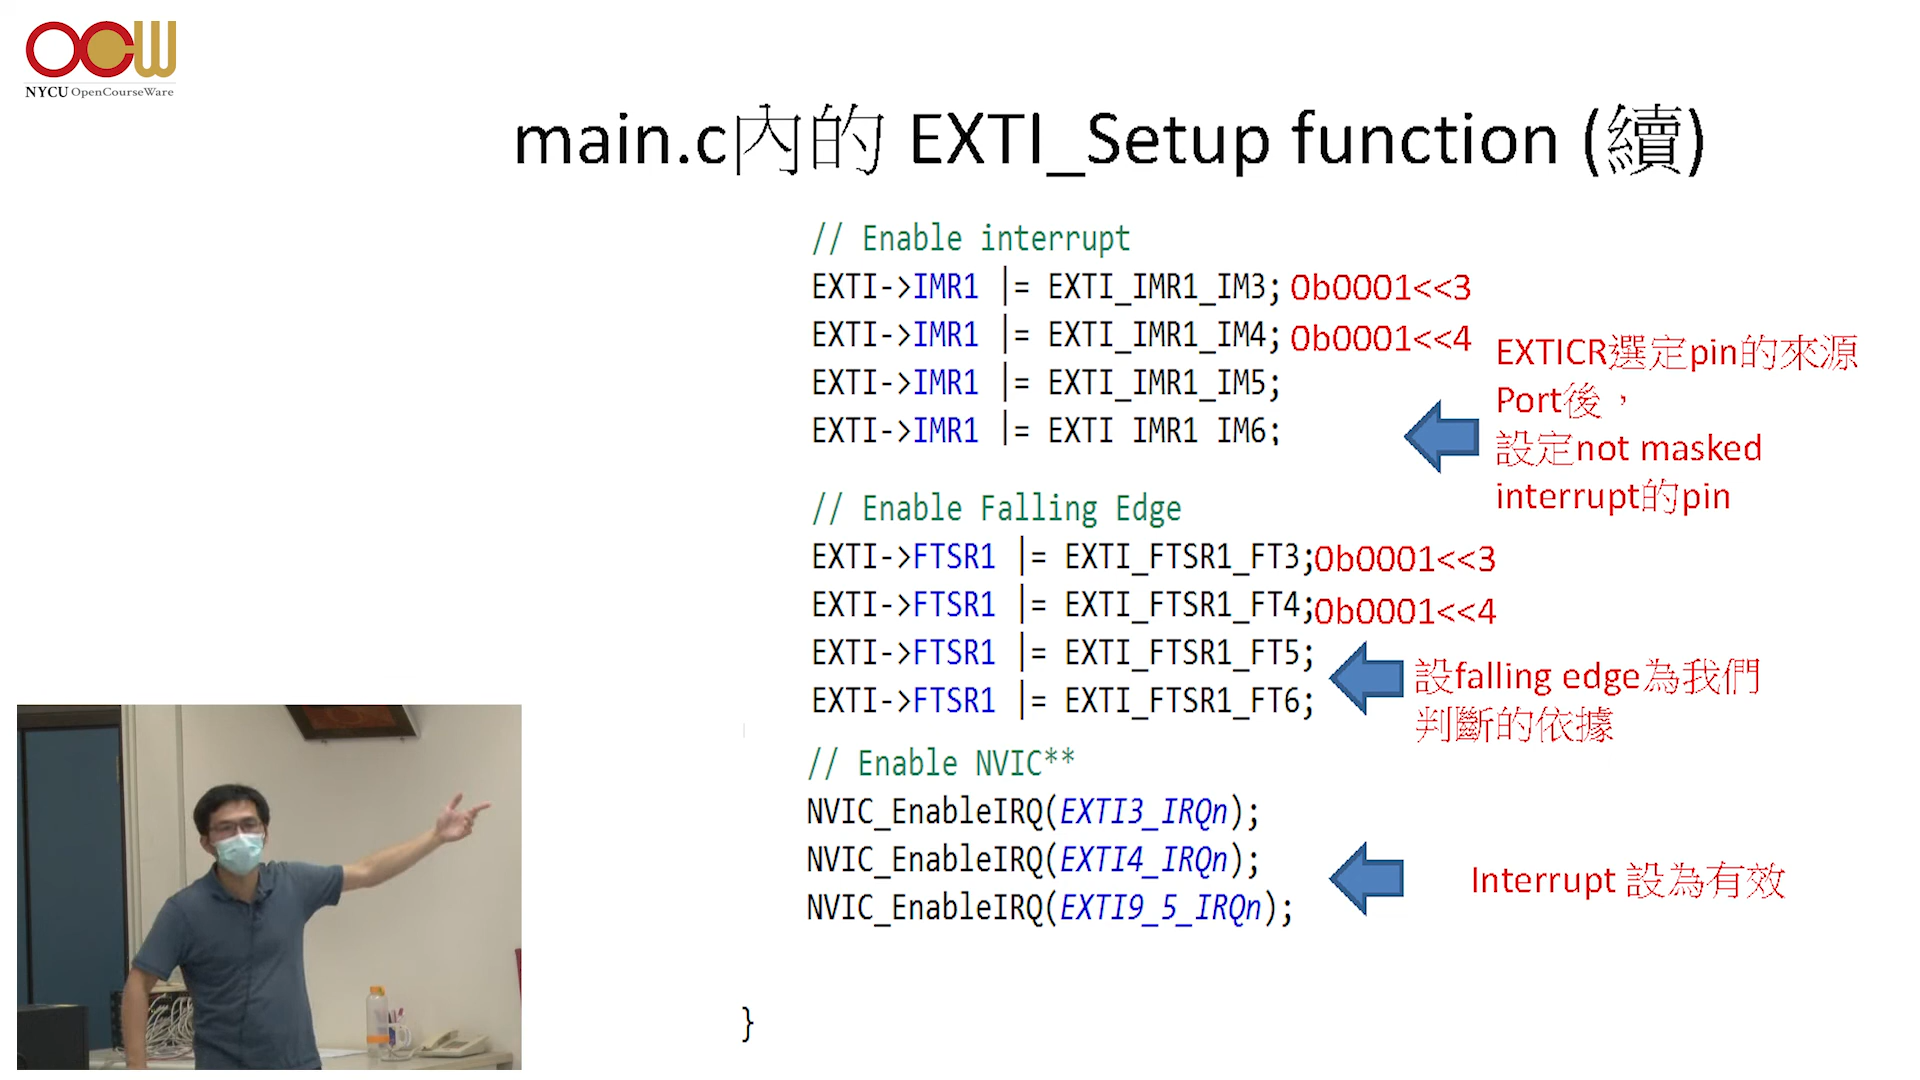 OCW
NYCU OpenCourseWare
main.c內的 EXTI_Setup function (續)
// Enable interrupt
EXTI->IMR1 |= EXTI_IMR1_IM3; 0b0001<<3
EXTI->IMR1 |= EXTI_IMR1_IM4; 0b0001<<4
EXTI->IMR1 |= EXTI_IMR1_IM5;
EXTI->IMR1 |= EXTI IMR1 IM6;
EXTICR選定pin的來源
Port後，
設定not masked
interrupt的pin
// Enable Falling Edge
EXTI->FTSR1 |= EXTI_FTSR1_FT3;0b0001<<3
EXTI->FTSR1 |= EXTI_FTSR1_FT4;0b0001<<4
EXTI->FTSR1 |= EXTI_FTSR1_FT5;
EXTI->FTSR1 |= EXTI_FTSR1_FT6;
設falling edge為我們
判斷的依據
// Enable NVIC**
NVIC_EnableIRQ(EXTI3_IRQn);
NVIC_EnableIRQ(EXTI4_IRQn);
NVIC_EnableIRQ(EXTI9_5_IRQn);
Interrupt 設為有效
}